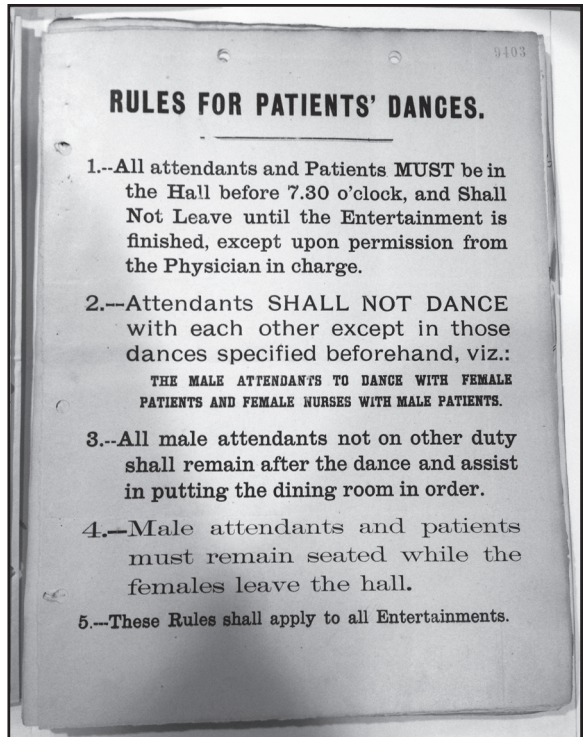 9403
RULES FOR PATIENTS' DANCES.
1.--All attendants and Patients MUST be in
the Hall before 7.30 o'clock, and Shall
Not Leave until the Entertainment is
finished, except upon permission from
the Physician in charge.
2.--Attendants SHALL NOT DANCE
with each other except in those
dances specified beforehand, viz.:
THE MALE ATTENDANTS TO DANCE WITH FEMALE
PATIENTS AND FEMALE NURSES WITH MALE PATIENTS.
3.--All male attendants not on other duty
shall remain after the dance and assist
in putting the dining room in order.
4.--Male attendants and patients
must remain seated while the
females leave the hall.
5.--These Rules shall apply to all Entertainments.